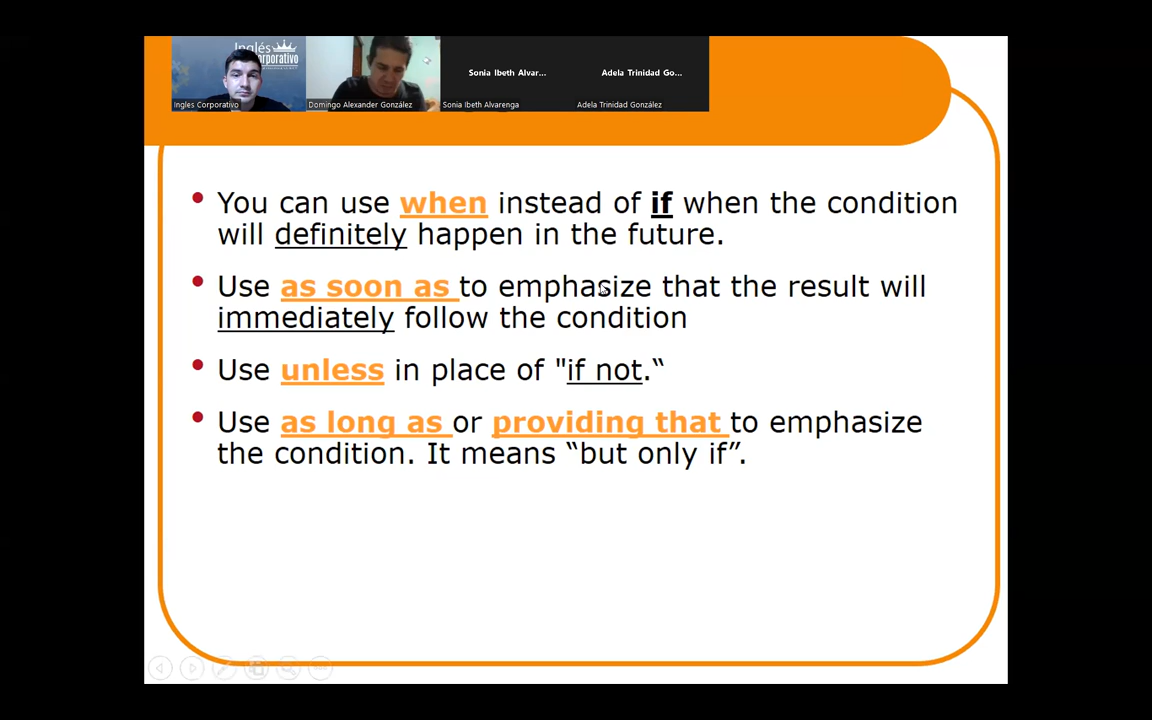 Inglés
Corporativo
Sonia Ibeth Alvar...
Adela Trinidad Go...
Ingles Corporativo
Domingo Alexander González
Sonia Ibeth Alvarenga
Adela Trinidad González
• You can use when instead of if when the condition
will definitely happen in the future.
• Use as soon as to emphasize that the result will
immediately follow the condition
• Use unless in place of "if not.“
• Use as long as or providing that to emphasize
the condition. It means “but only if”.